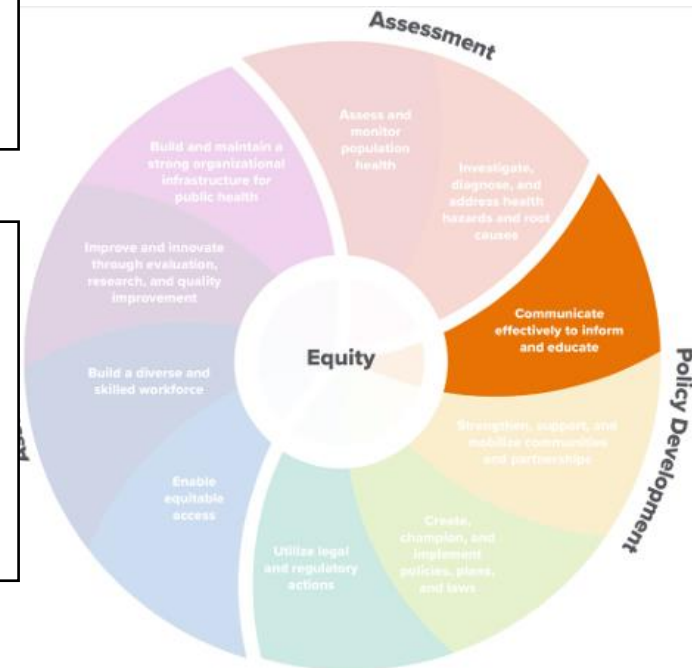 Assessment
Assess and
monitor
population
health
Investigate,
diagnose, and
address health
hazards and root
causes
Communicate
effectively to inform
and educate
Policy Development
Strengthen, support, and
mobilize communities
and partnerships
Create,
champion, and
implement
policies, plans,
and laws
Utilize legal
and regulatory
actions
Enable
equitable
access
Build a diverse and
skilled workforce
Improve and innovate
through evaluation,
research, and quality
improvement
Build and maintain a
strong organizational
infrastructure for
public health
Equity